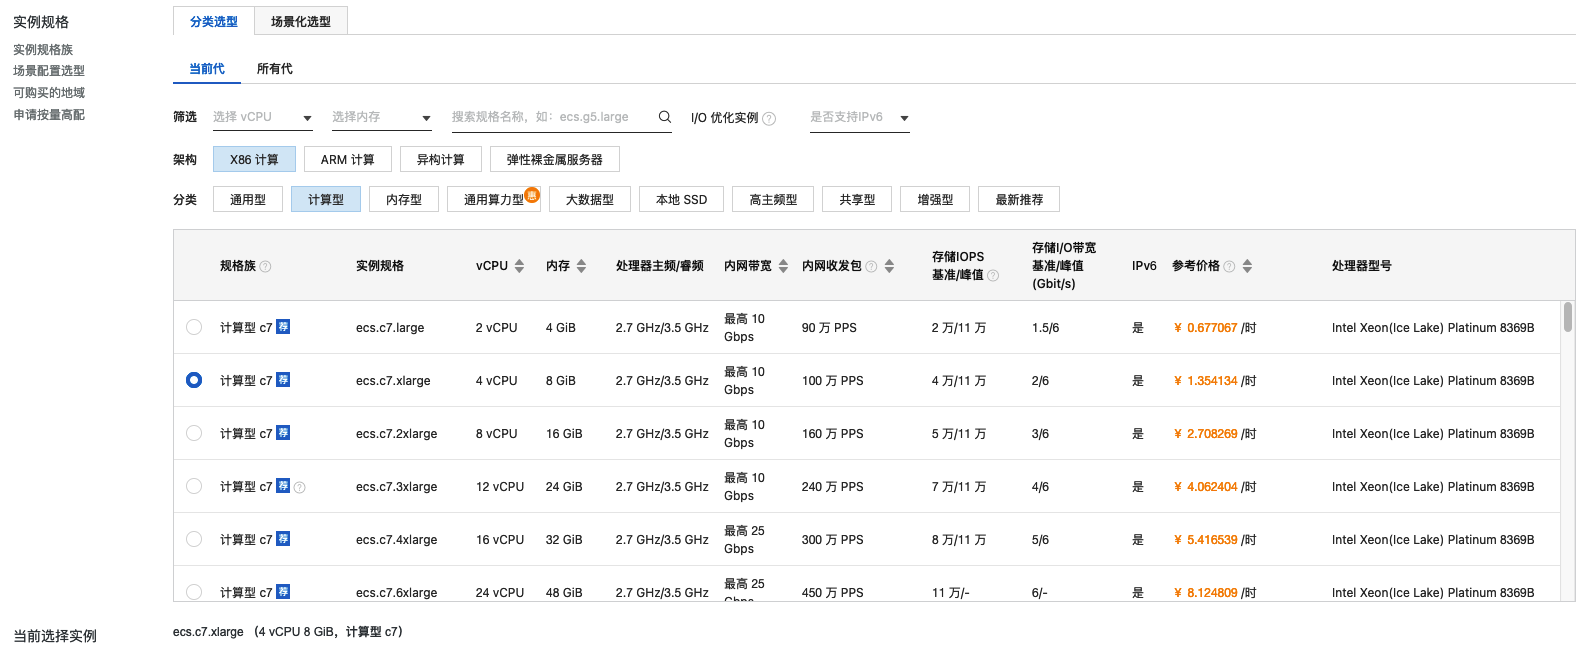 实例规格
实例规格族
场景配置选型
可购买的地域
申请按量高配
分类选型 场景化选型
当前代 所有代
筛选 选择 vCPU 选择内存 搜索规格名称，如：ecs.g5.large I/O 优化实例 ? 是否支持IPv6
架构 X86 计算 ARM 计算 异构计算 弹性裸金属服务器
分类 通用型 计算型 内存型 通用算力型 惠 大数据型 本地 SSD 高主频型 共享型 增强型 最新推荐
规格族 ? 实例规格 vCPU 内存 处理器主频/睿频 内网带宽 内网收发包 ? 存储IOPS 基准/峰值 ? 存储I/O带宽 基准/峰值 (Gbit/s) IPv6 参考价格 ? 处理器型号
计算型 c7 荐 ecs.c7.large 2 vCPU 4 GiB 2.7 GHz/3.5 GHz 最高 10 Gbps 90 万 PPS 2 万/11 万 1.5/6 是 ¥ 0.677067 /时 Intel Xeon(Ice Lake) Platinum 8369B
计算型 c7 荐 ecs.c7.xlarge 4 vCPU 8 GiB 2.7 GHz/3.5 GHz 最高 10 Gbps 100 万 PPS 4 万/11 万 2/6 是 ¥ 1.354134 /时 Intel Xeon(Ice Lake) Platinum 8369B
计算型 c7 荐 ecs.c7.2xlarge 8 vCPU 16 GiB 2.7 GHz/3.5 GHz 最高 10 Gbps 160 万 PPS 5 万/11 万 3/6 是 ¥ 2.708269 /时 Intel Xeon(Ice Lake) Platinum 8369B
计算型 c7 荐 ? ecs.c7.3xlarge 12 vCPU 24 GiB 2.7 GHz/3.5 GHz 最高 10 Gbps 240 万 PPS 7 万/11 万 4/6 是 ¥ 4.062404 /时 Intel Xeon(Ice Lake) Platinum 8369B
计算型 c7 荐 ecs.c7.4xlarge 16 vCPU 32 GiB 2.7 GHz/3.5 GHz 最高 25 Gbps 300 万 PPS 8 万/11 万 5/6 是 ¥ 5.416539 /时 Intel Xeon(Ice Lake) Platinum 8369B
计算型 c7 荐 ecs.c7.6xlarge 24 vCPU 48 GiB 2.7 GHz/3.5 GHz 最高 25 Gbps 450 万 PPS 11 万/- 6/- 是 ¥ 8.124809 /时 Intel Xeon(Ice Lake) Platinum 8369B
当前选择实例 ecs.c7.xlarge （4 vCPU 8 GiB，计算型 c7）